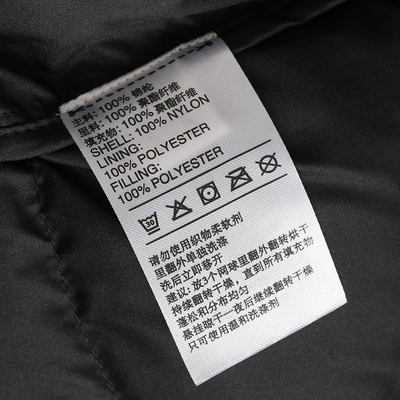 主料: 100% 锦纶
里料: 100% 聚酯纤维
填充物: 100% 聚酯纤维
SHELL: 100% NYLON
LINING:
100% POLYESTER
FILLING:
100% POLYESTER
30
请勿使用织物柔软剂
里翻外单独洗涤
洗后立即移开
建议: 放3个网球里翻外翻转烘干
持续翻转干燥, 直到所有填充物
蓬松和分布均匀
悬挂晾干一夜后继续翻转干燥
只可使用温和洗涤剂